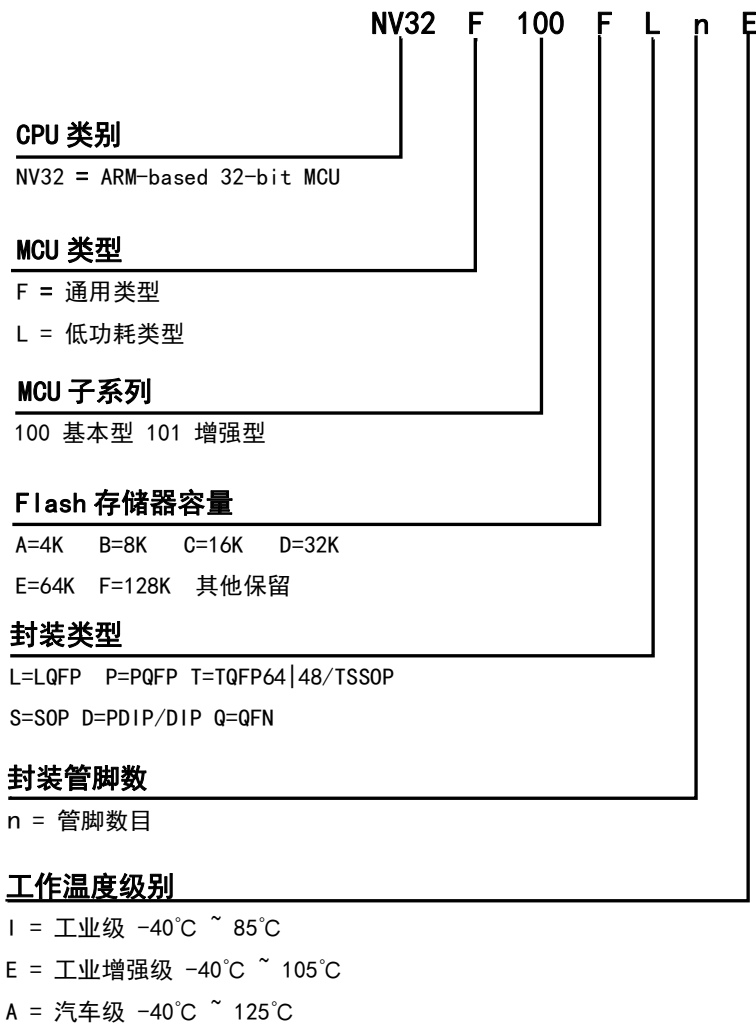 NV32 F 100 F L n E
CPU 类别
NV32 = ARM-based 32-bit MCU
MCU 类型
F = 通用类型
L = 低功耗类型
MCU 子系列
100 基本型 101 增强型
Flash 存储器容量
A=4K B=8K C=16K D=32K
E=64K F=128K 其他保留
封装类型
L=LQFP P=PQFP T=TQFP64|48/TSSOP
S=SOP D=PDIP/DIP Q=QFN
封装管脚数
n = 管脚数目
工作温度级别
I = 工业级 -40℃ ~ 85℃
E = 工业增强级 -40℃ ~ 105℃
A = 汽车级 -40℃ ~ 125℃